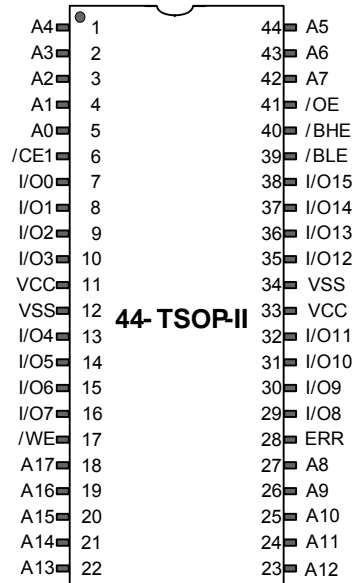 A4 1 44 A5
A3 2 43 A6
A2 3 42 A7
A1 4 41 /OE
A0 5 40 /BHE
/CE1 6 39 /BLE
I/O0 7 38 I/O15
I/O1 8 37 I/O14
I/O2 9 36 I/O13
I/O3 10 35 I/O12
VCC 11 34 VSS
VSS 12 33 VCC
44-TSOP-II
I/O4 13 32 I/O11
I/O5 14 31 I/O10
I/O6 15 30 I/O9
I/O7 16 29 I/O8
/WE 17 28 ERR
A17 18 27 A8
A16 19 26 A9
A15 20 25 A10
A14 21 24 A11
A13 22 23 A12